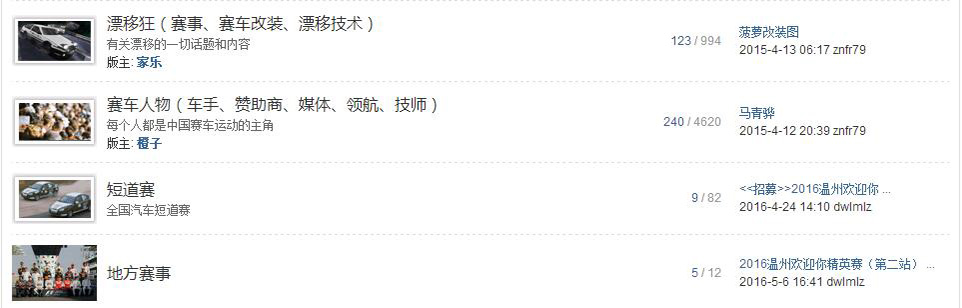 漂移狂（赛事、赛车改装、漂移技术）
有关漂移的一切话题和内容
版主: 家乐
123 / 994
菠萝改装图
2015-4-13 06:17 znfr79
赛车人物（车手、赞助商、媒体、领航、技师）
每个人都是中国赛车运动的主角
版主: 橙子
240 / 4620
马青骅
2015-4-12 20:39 znfr79
短道赛
全国汽车短道赛
9 / 82
<<招募>>2016温州欢迎你 ...
2016-4-24 14:10 dwlmlz
地方赛事
5 / 12
2016温州欢迎你精英赛（第二站） ...
2016-5-6 16:41 dwlmlz